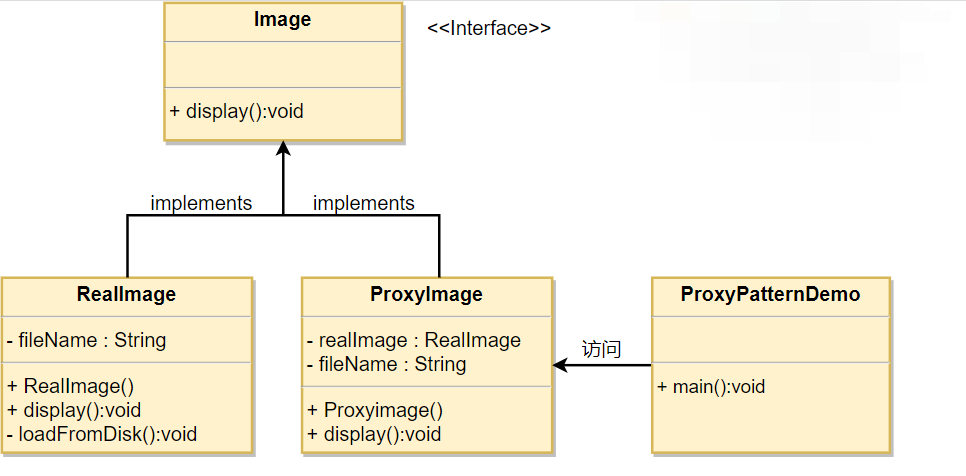 Image
<<Interface>>
+ display():void
implements
implements
RealImage
- fileName : String
+ RealImage()
+ display():void
- loadFromDisk():void
ProxyImage
- realImage : RealImage
- fileName : String
+ Proxyimage()
+ display():void
访问
ProxyPatternDemo
+ main():void